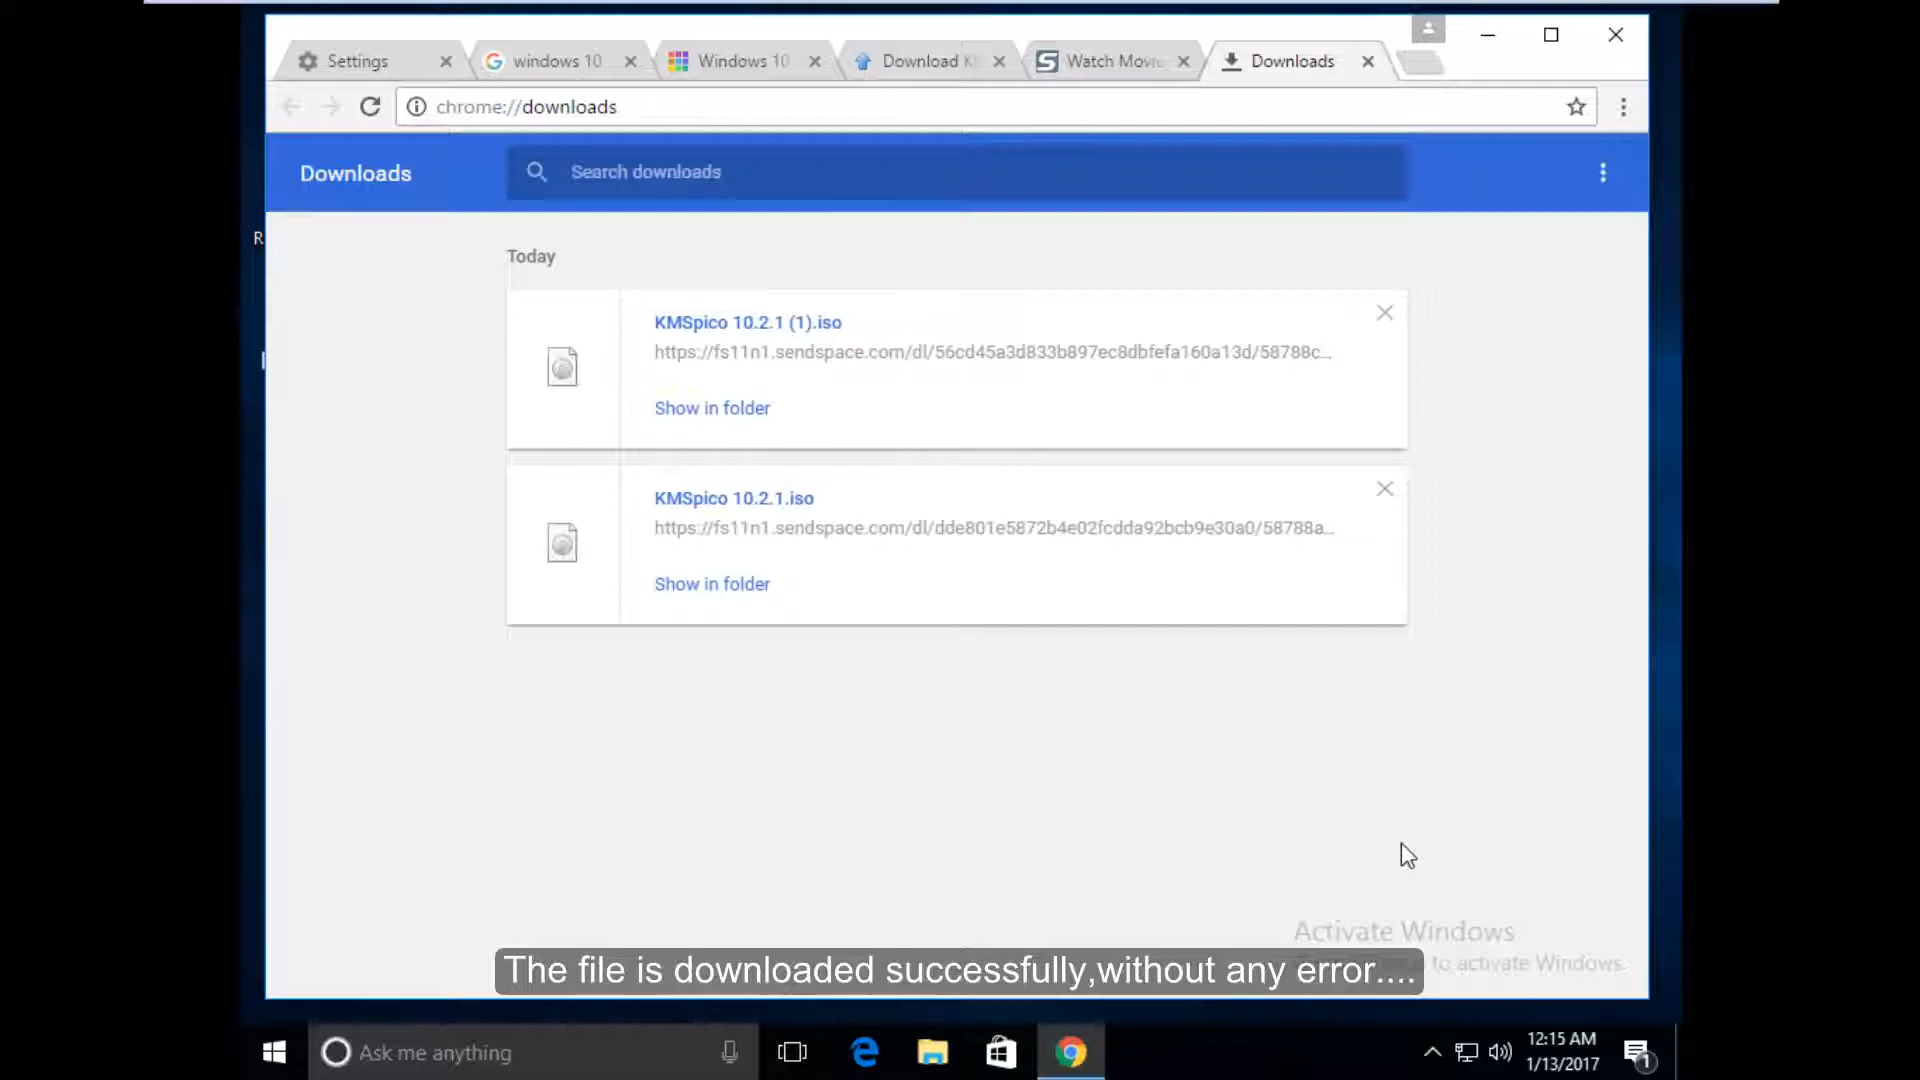 Settings
windows 10
Windows 10
Download K
Watch Movie
Downloads
chrome://downloads
Downloads
Search downloads
R
Today
KMSpico 10.2.1 (1).iso
https://fs11n1.sendspace.com/dl/56cd45a3d833b897ec8dbfefa160a13d/58788c...
Show in folder
KMSpico 10.2.1.iso
https://fs11n1.sendspace.com/dl/dde801e5872b4e02fcdda92bcb9e30a0/58788a...
Show in folder
Activate Windows
to activate Windows.
The file is downloaded successfully,without any error....
Ask me anything
12:15 AM
1/13/2017
1